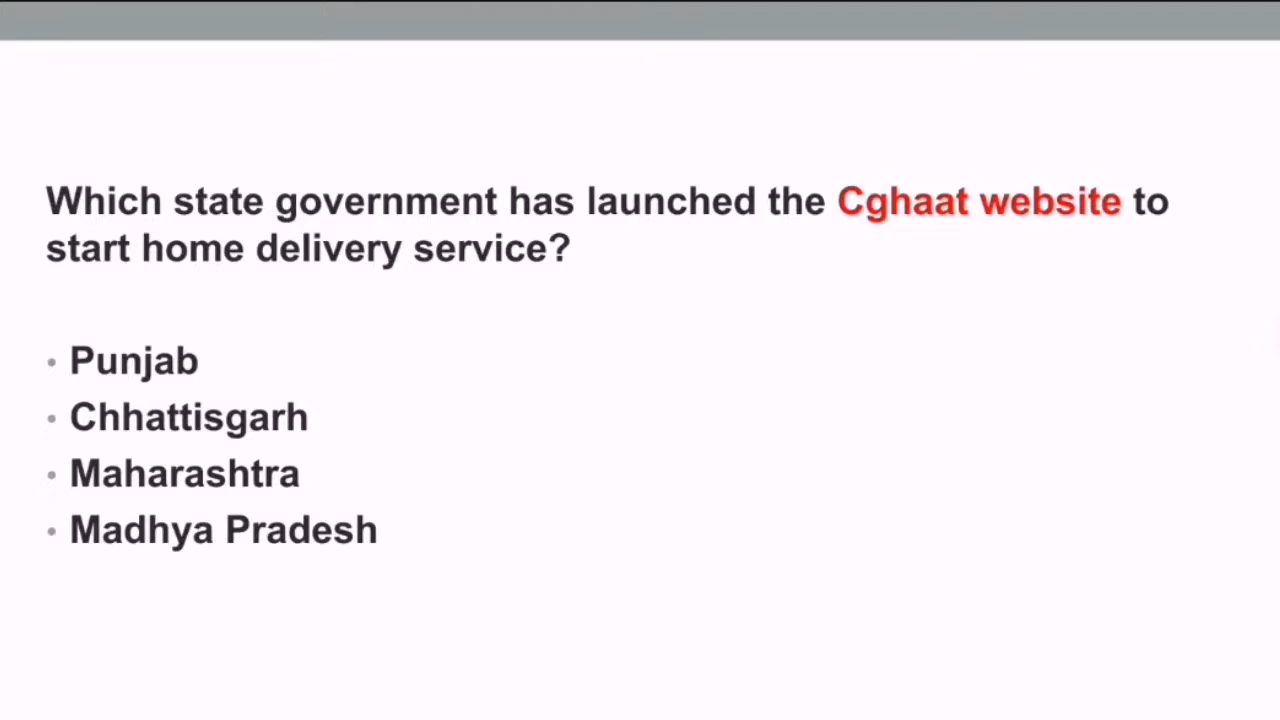 Which state government has launched the Cghaat website to
start home delivery service?
• Punjab
• Chhattisgarh
• Maharashtra
• Madhya Pradesh